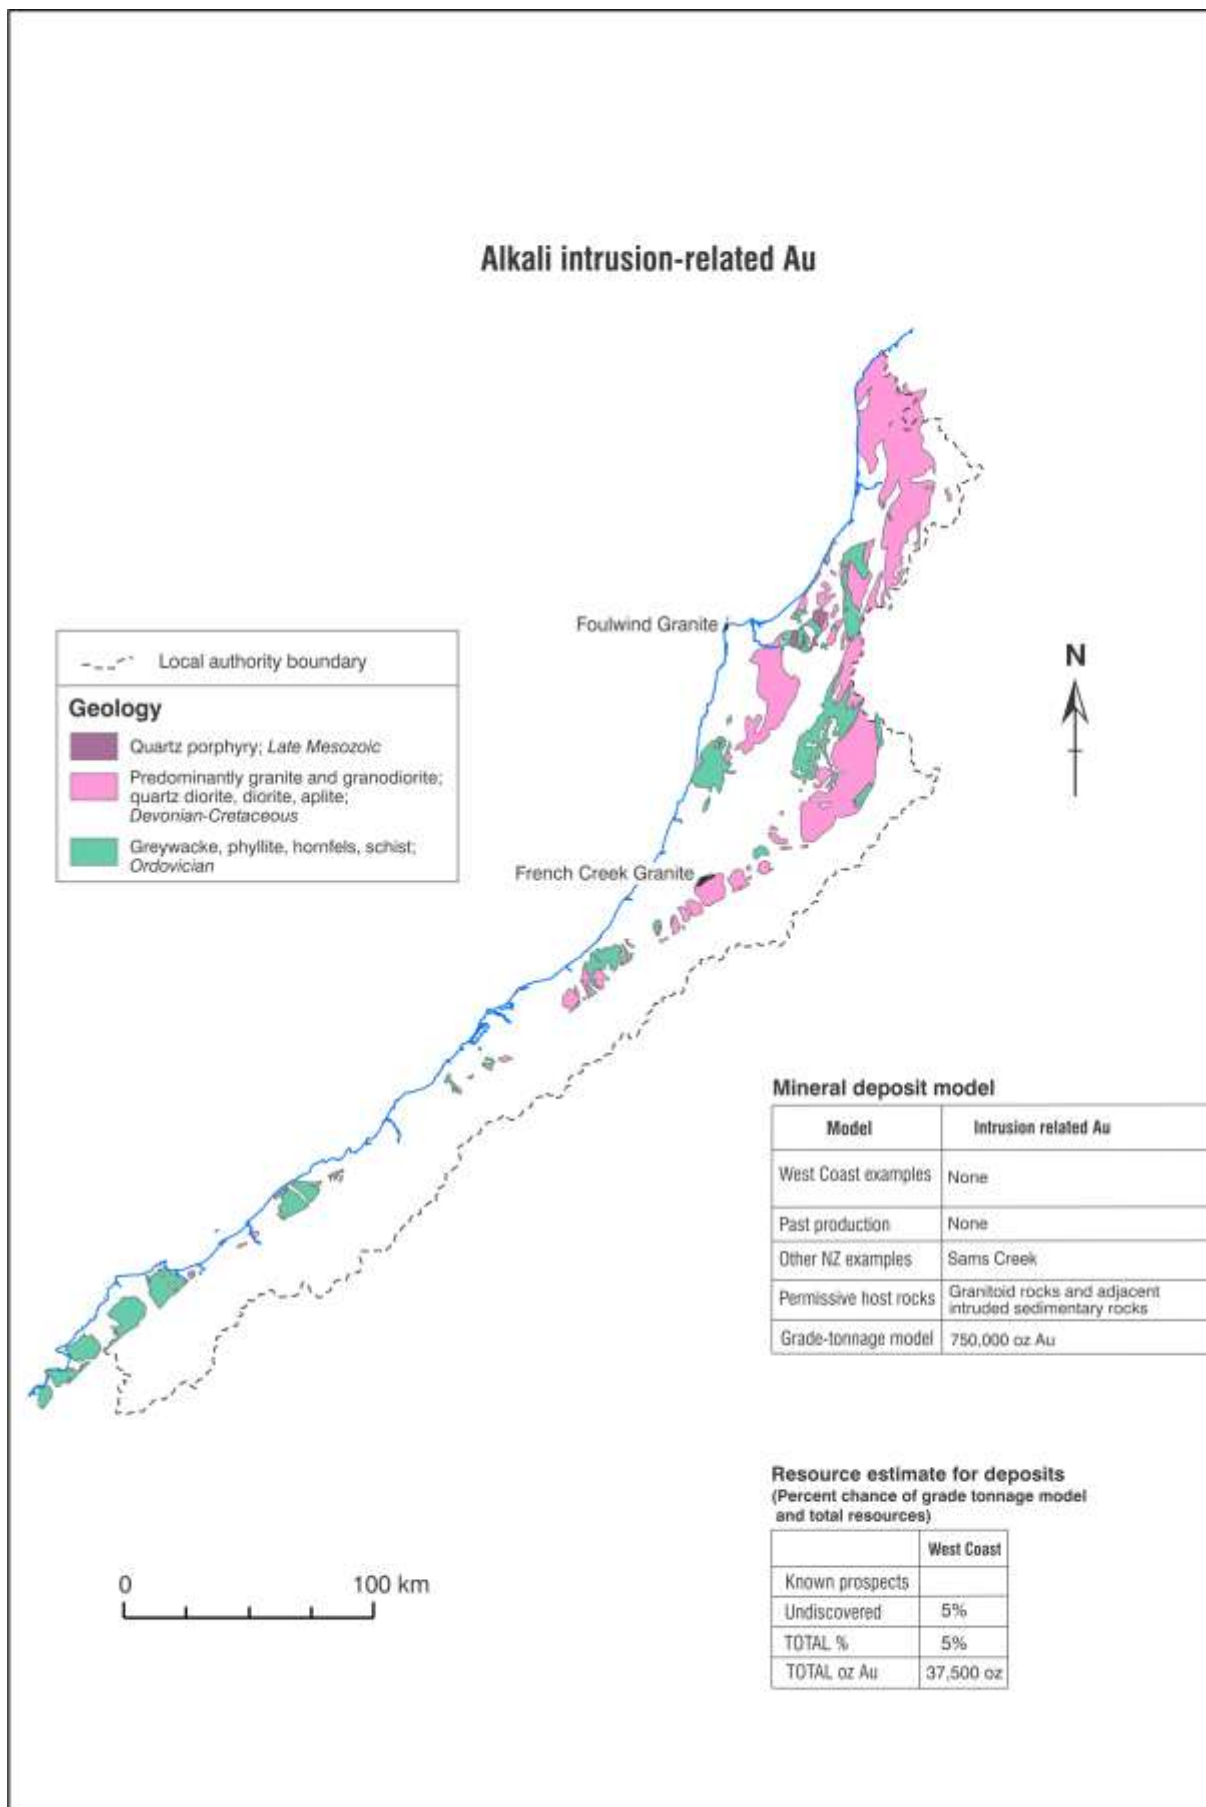 Alkali intrusion-related Au
Foulwind Granite
Local authority boundary
Geology
Quartz porphyry; Late Mesozoic
Predominantly granite and granodiorite;
quartz diorite, diorite, aplite;
Devonian-Cretaceous
Greywacke, phyllite, hornfels, schist;
Ordovician
N
French Creek Granite
Mineral deposit model
Model Intrusion related Au
West Coast examples None
Past production None
Other NZ examples Sams Creek
Permissive host rocks Granitoid rocks and adjacent
intruded sedimentary rocks
Grade-tonnage model 750,000 oz Au
Resource estimate for deposits
(Percent chance of grade tonnage model
and total resources)
West Coast
Known prospects
Undiscovered 5%
TOTAL % 5%
TOTAL oz Au 37,500 oz
0 100 km